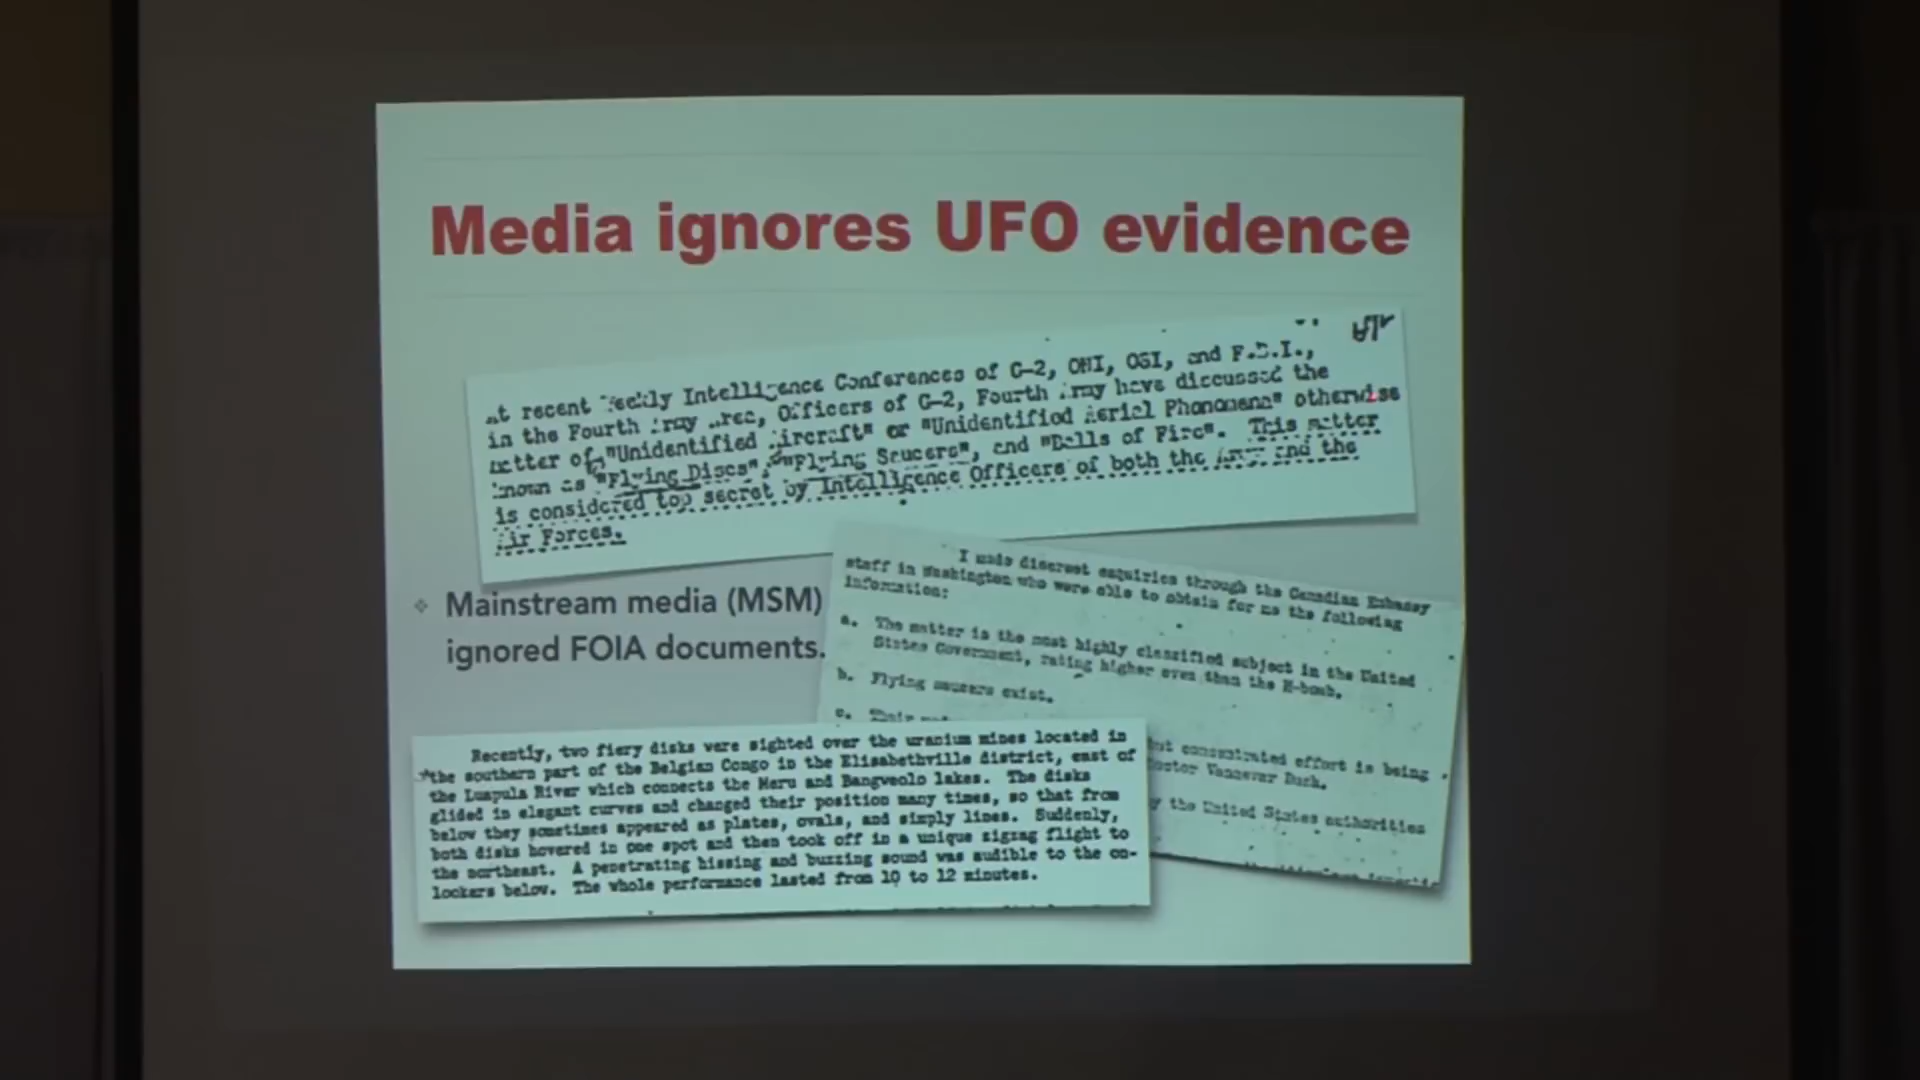 Media ignores UFO evidence
at recent Weekly Intelligence Conferences of G-2, ONI, OSI, and F.B.I.,
in the Fourth Army Area, Officers of G-2, Fourth Army have discussed the
matter of "Unidentified Aircraft" or "Unidentified Aerial Phenomena" otherwise
known as "Flying Discs", "Flying Saucers", and "Balls of Fire". This matter
is considered top secret by Intelligence Officers of both the Army and the
Air Forces.
Mainstream media (MSM)
ignored FOIA documents.
I made discreet enquiries through the Canadian Embassy
staff in Washington who were able to obtain for me the following
information:
a. The matter is the most highly classified subject in the United
States Government, rating higher even than the H-bomb.
b. Flying saucers exist.
c. Their
but concentrated effort is being
Doctor Vannevar Bush.
by the United States authorities
Recently, two fiery disks were sighted over the uranium mines located in
the southern part of the Belgian Congo in the Elisabethville district, east of
the Luapula River which connects the Meru and Bangweolo lakes. The disks
glided in elegant curves and changed their position many times, so that from
below they sometimes appeared as plates, ovals, and simply lines. Suddenly,
both disks hovered in one spot and then took off in a unique zigzag flight to
the northeast. A penetrating hissing and buzzing sound was audible to the on-
lookers below. The whole performance lasted from 10 to 12 minutes.